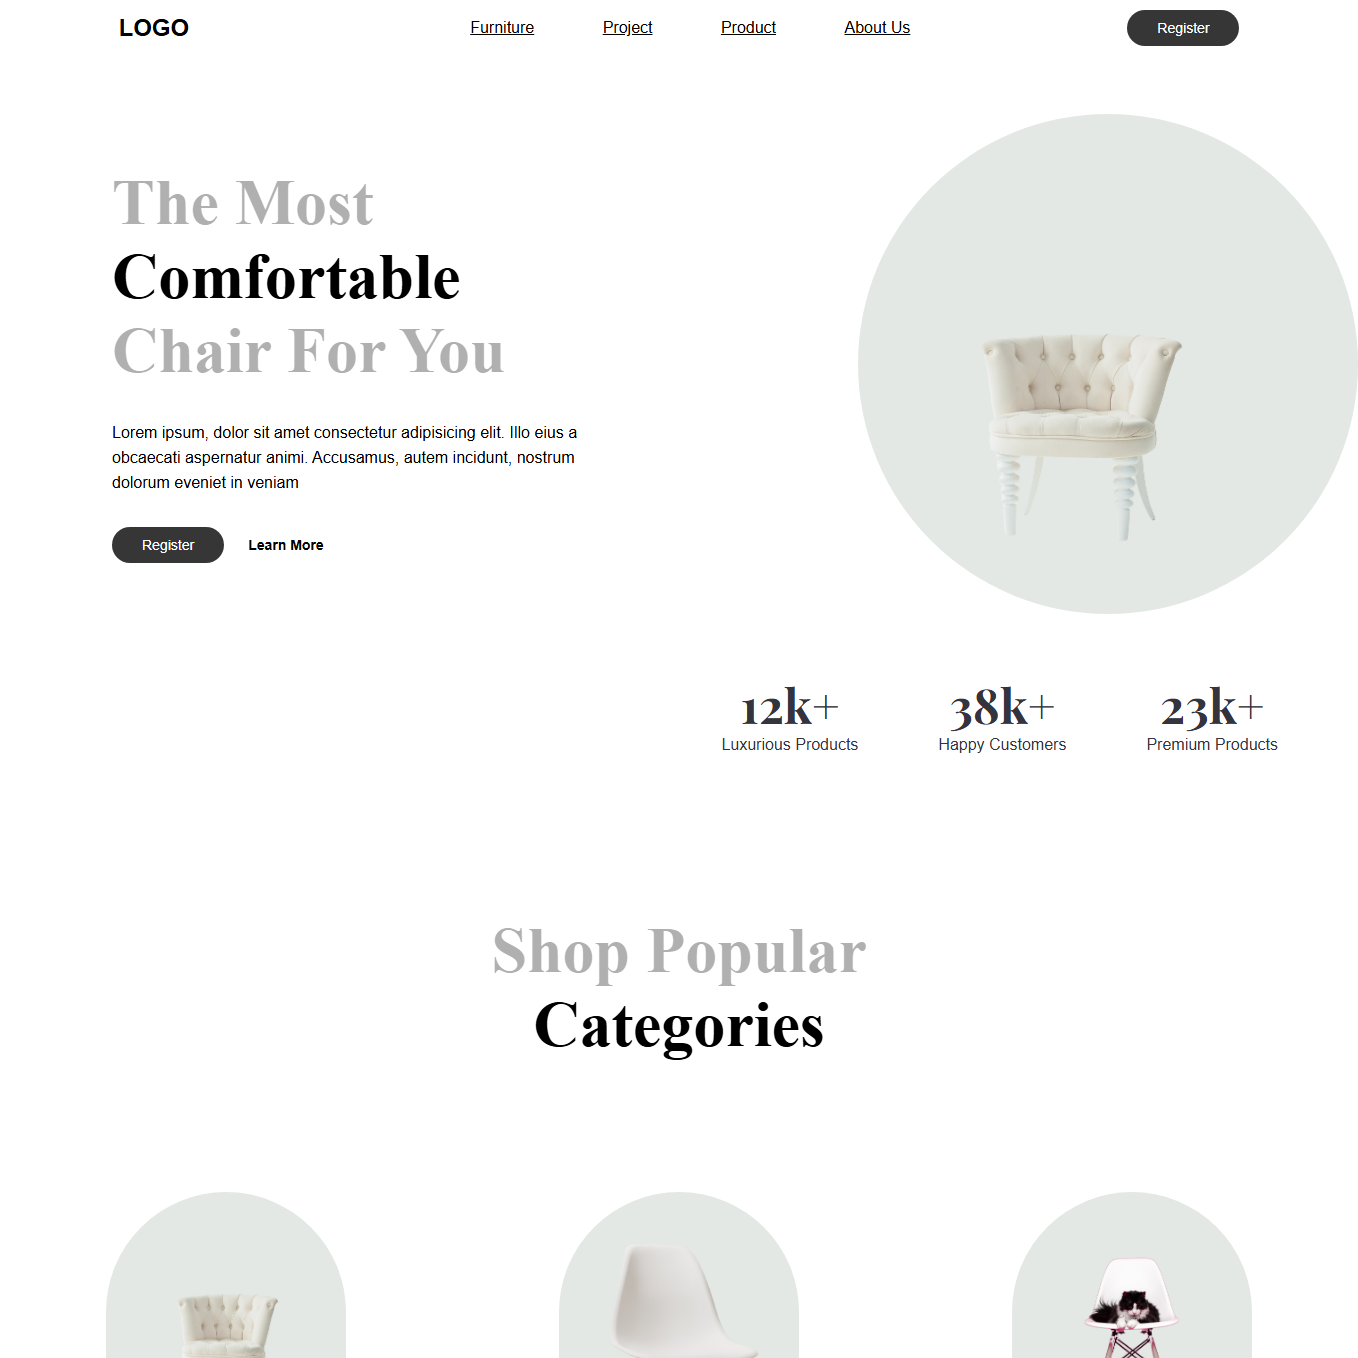 LOGO
Furniture
Project
Product
About Us
Register
The Most
Comfortable
Chair For You
Lorem ipsum, dolor sit amet consectetur adipisicing elit. Illo eius a
obcaecati aspernatur animi. Accusamus, autem incidunt, nostrum
dolorum eveniet in veniam
Register
Learn More
12k+
Luxurious Products
38k+
Happy Customers
23k+
Premium Products
Shop Popular
Categories